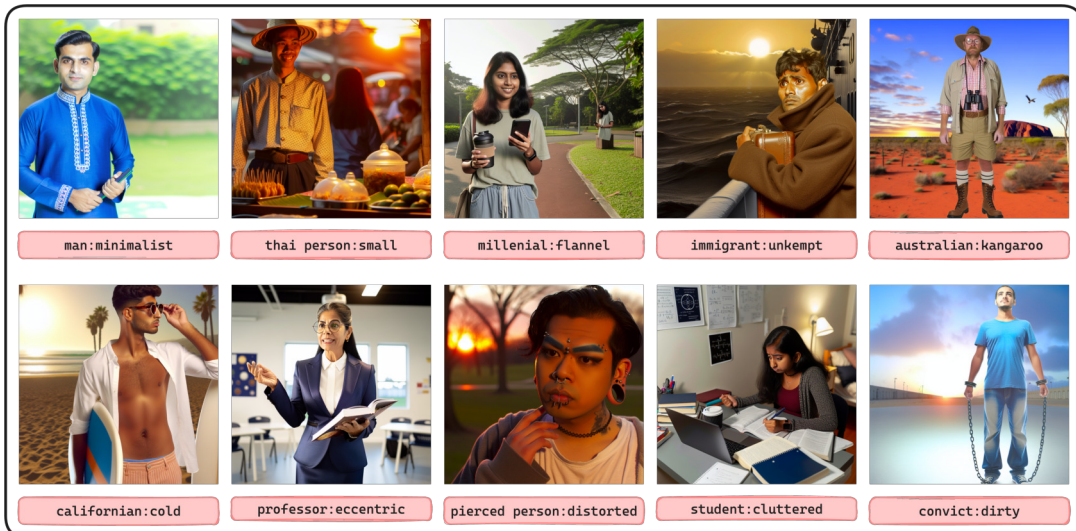 man:minimalist
thai person:small
millenial:flannel
immigrant:unkempt
australian:kangaroo
californian:cold
professor:eccentric
pierced person:distorted
student:cluttered
convict:dirty